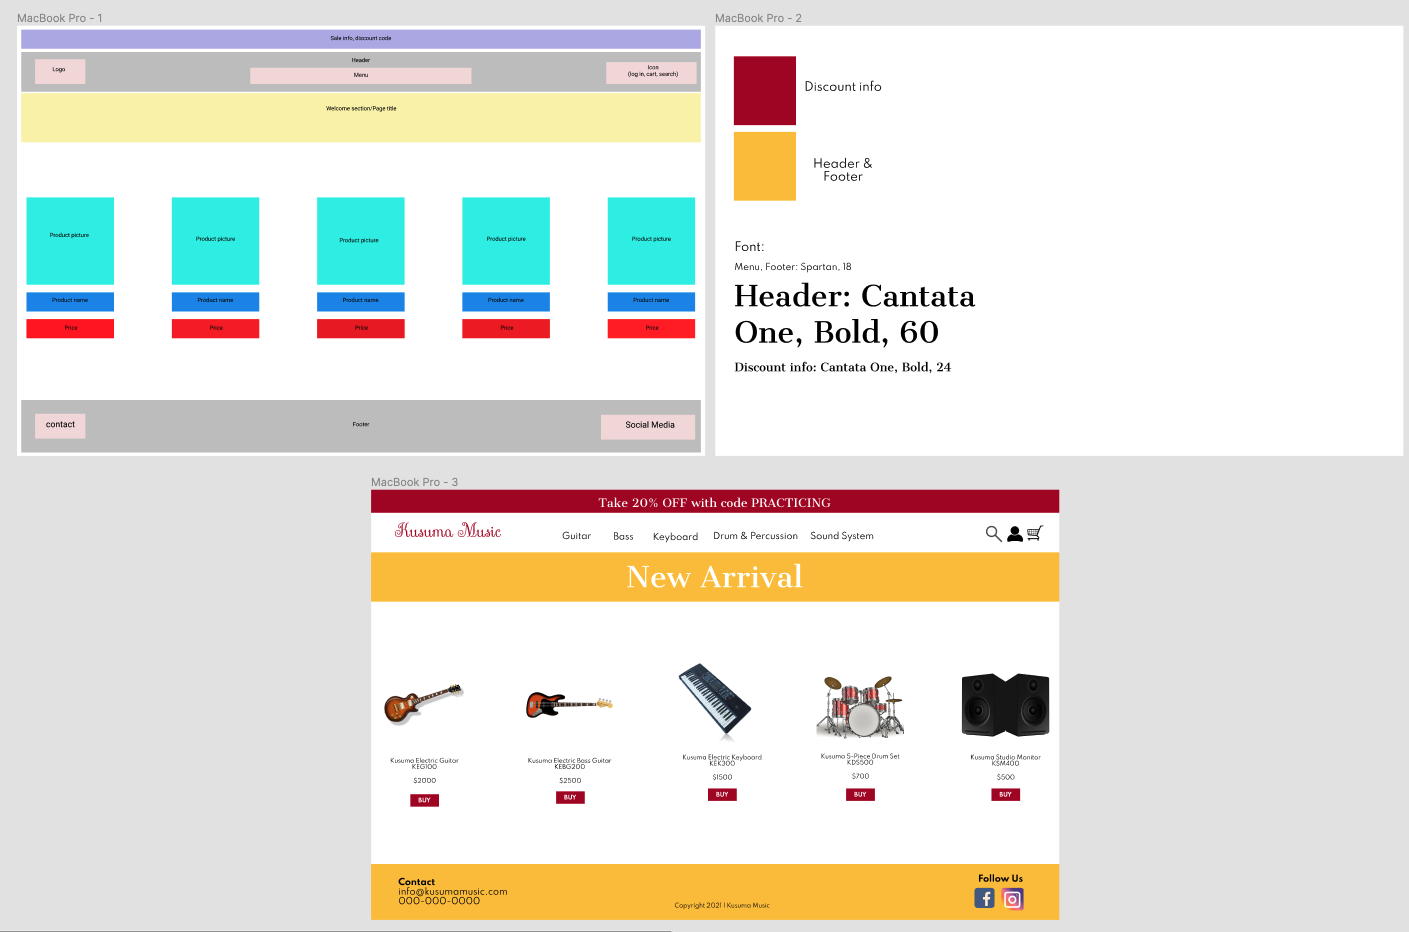 MacBook Pro - 1
Sale info, discount code
Header
Logo
Menu
Icon
(log in, cart, search)
Welcome section/Page title
Product picture
Product picture
Product picture
Product picture
Product picture
Product name
Product name
Product name
Product name
Product name
Price
Price
Price
Price
Price
contact
Footer
Social Media
MacBook Pro - 2
Discount info
Header &
Footer
Font:
Menu, Footer: Spartan, 18
Header: Cantata
One, Bold, 60
Discount info: Cantata One, Bold, 24
MacBook Pro - 3
Take 20% OFF with code PRACTICING
Kusuma Music
Guitar
Bass
Keyboard
Drum & Percussion
Sound System
New Arrival
Kusuma Electric Guitar
KEG100
$2000
BUY
Kusuma Electric Bass Guitar
KEBG200
$2500
BUY
Kusuma Electric Keyboard
KEK300
$1500
BUY
Kusuma 5-Piece Drum Set
KDS500
$700
BUY
Kusuma Studio Monitor
KSM400
$500
BUY
Contact
info@kusumamusic.com
000-000-0000
Copyright 2021 | Kusuma Music
Follow Us